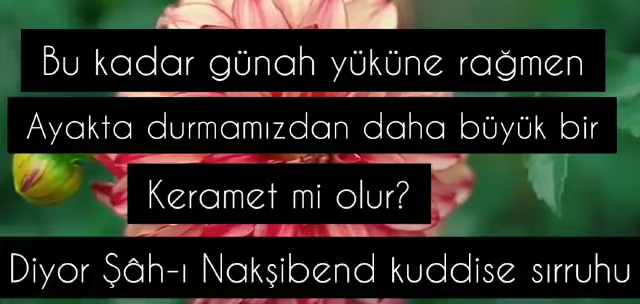 Bu kadar günah yüküne rağmen
Ayakta durmamızdan daha büyük bir
Keramet mi olur?
Diyor Şâh-ı Nakşibend kuddise sırruhu